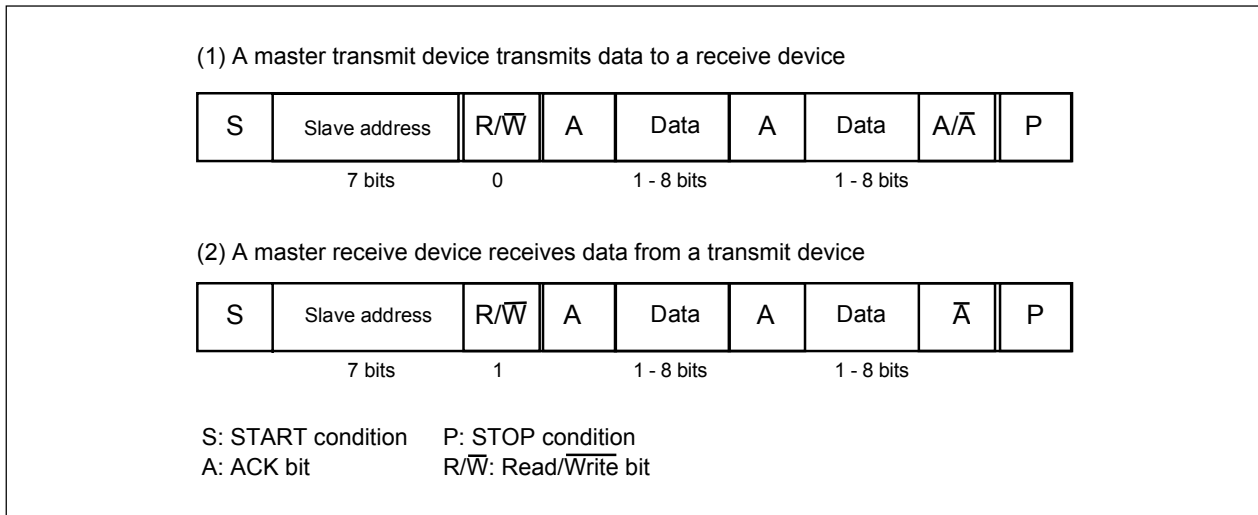 (1) A master transmit device transmits data to a receive device
S Slave address R/W̅ A Data A Data A/A̅ P
7 bits 0 1 - 8 bits 1 - 8 bits
(2) A master receive device receives data from a transmit device
S Slave address R/W̅ A Data A Data A̅ P
7 bits 1 1 - 8 bits 1 - 8 bits
S: START condition P: STOP condition
A: ACK bit R/W̅: Read/W̅r̅i̅t̅e̅ bit